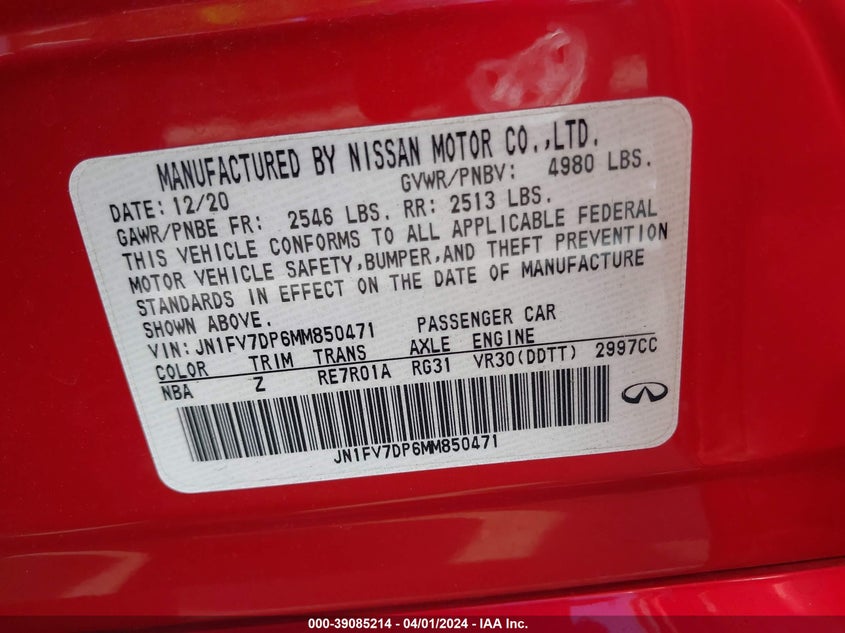 MANUFACTURED BY NISSAN MOTOR CO.,LTD.
DATE: 12/20 GVWR/PNBV: 4980 LBS.
GAWR/PNBE FR: 2546 LBS. RR: 2513 LBS.
THIS VEHICLE CONFORMS TO ALL APPLICABLE FEDERAL
MOTOR VEHICLE SAFETY,BUMPER,AND THEFT PREVENTION
STANDARDS IN EFFECT ON THE DATE OF MANUFACTURE
SHOWN ABOVE.
VIN: JN1FV7DP6MM850471 PASSENGER CAR
COLOR TRIM TRANS AXLE ENGINE
NBA Z RE7R01A RG31 VR30(DDTT) 2997CC
JN1FV7DP6MM850471
000-39085214 - 04/01/2024 - IAA Inc.